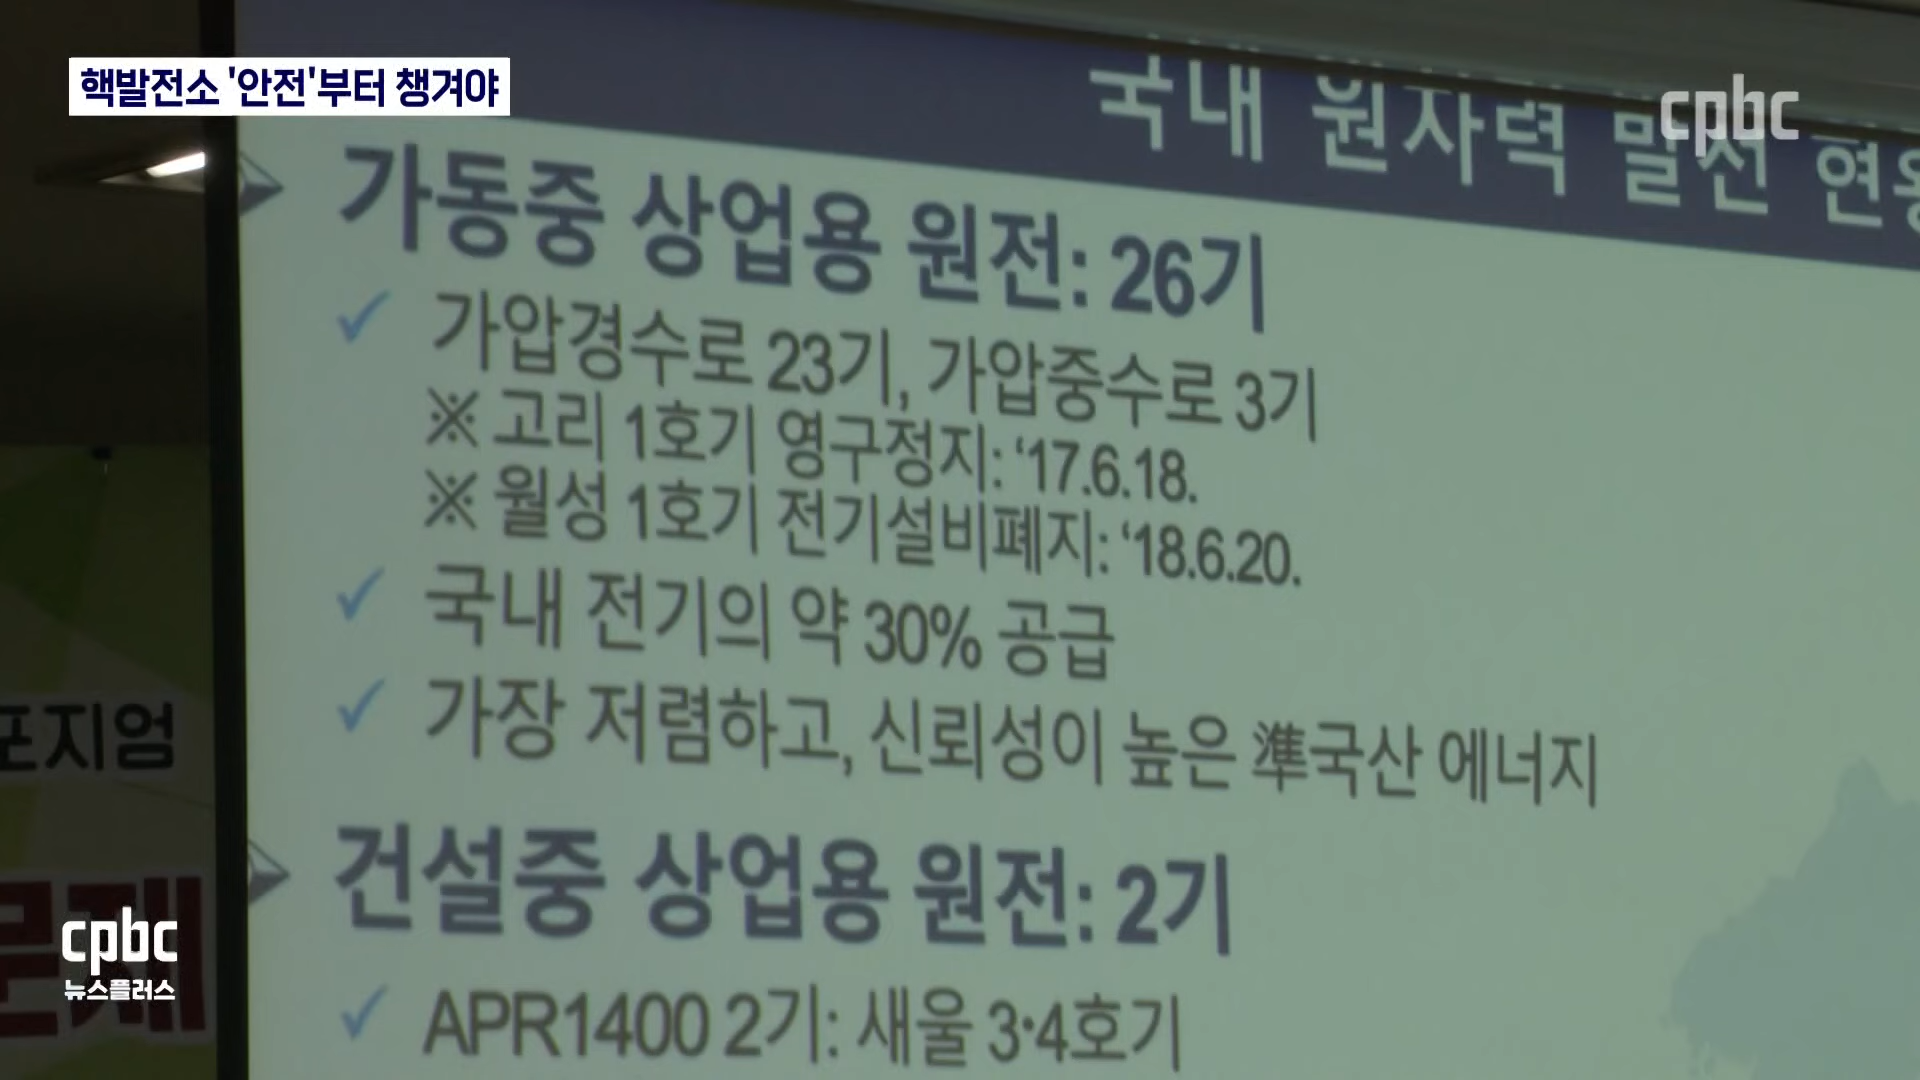 핵발전소 '안전'부터 챙겨야
cpbc
국내 원자력 발전 현황
가동중 상업용 원전: 26기
✓ 가압경수로 23기, 가압중수로 3기
※ 고리 1호기 영구정지: ‘17.6.18.
※ 월성 1호기 전기설비폐지: ‘18.6.20.
✓ 국내 전기의 약 30% 공급
✓ 가장 저렴하고, 신뢰성이 높은 準국산 에너지
건설중 상업용 원전: 2기
✓ APR1400 2기: 새울 3·4호기
포지엄
문제
cpbc
뉴스플러스